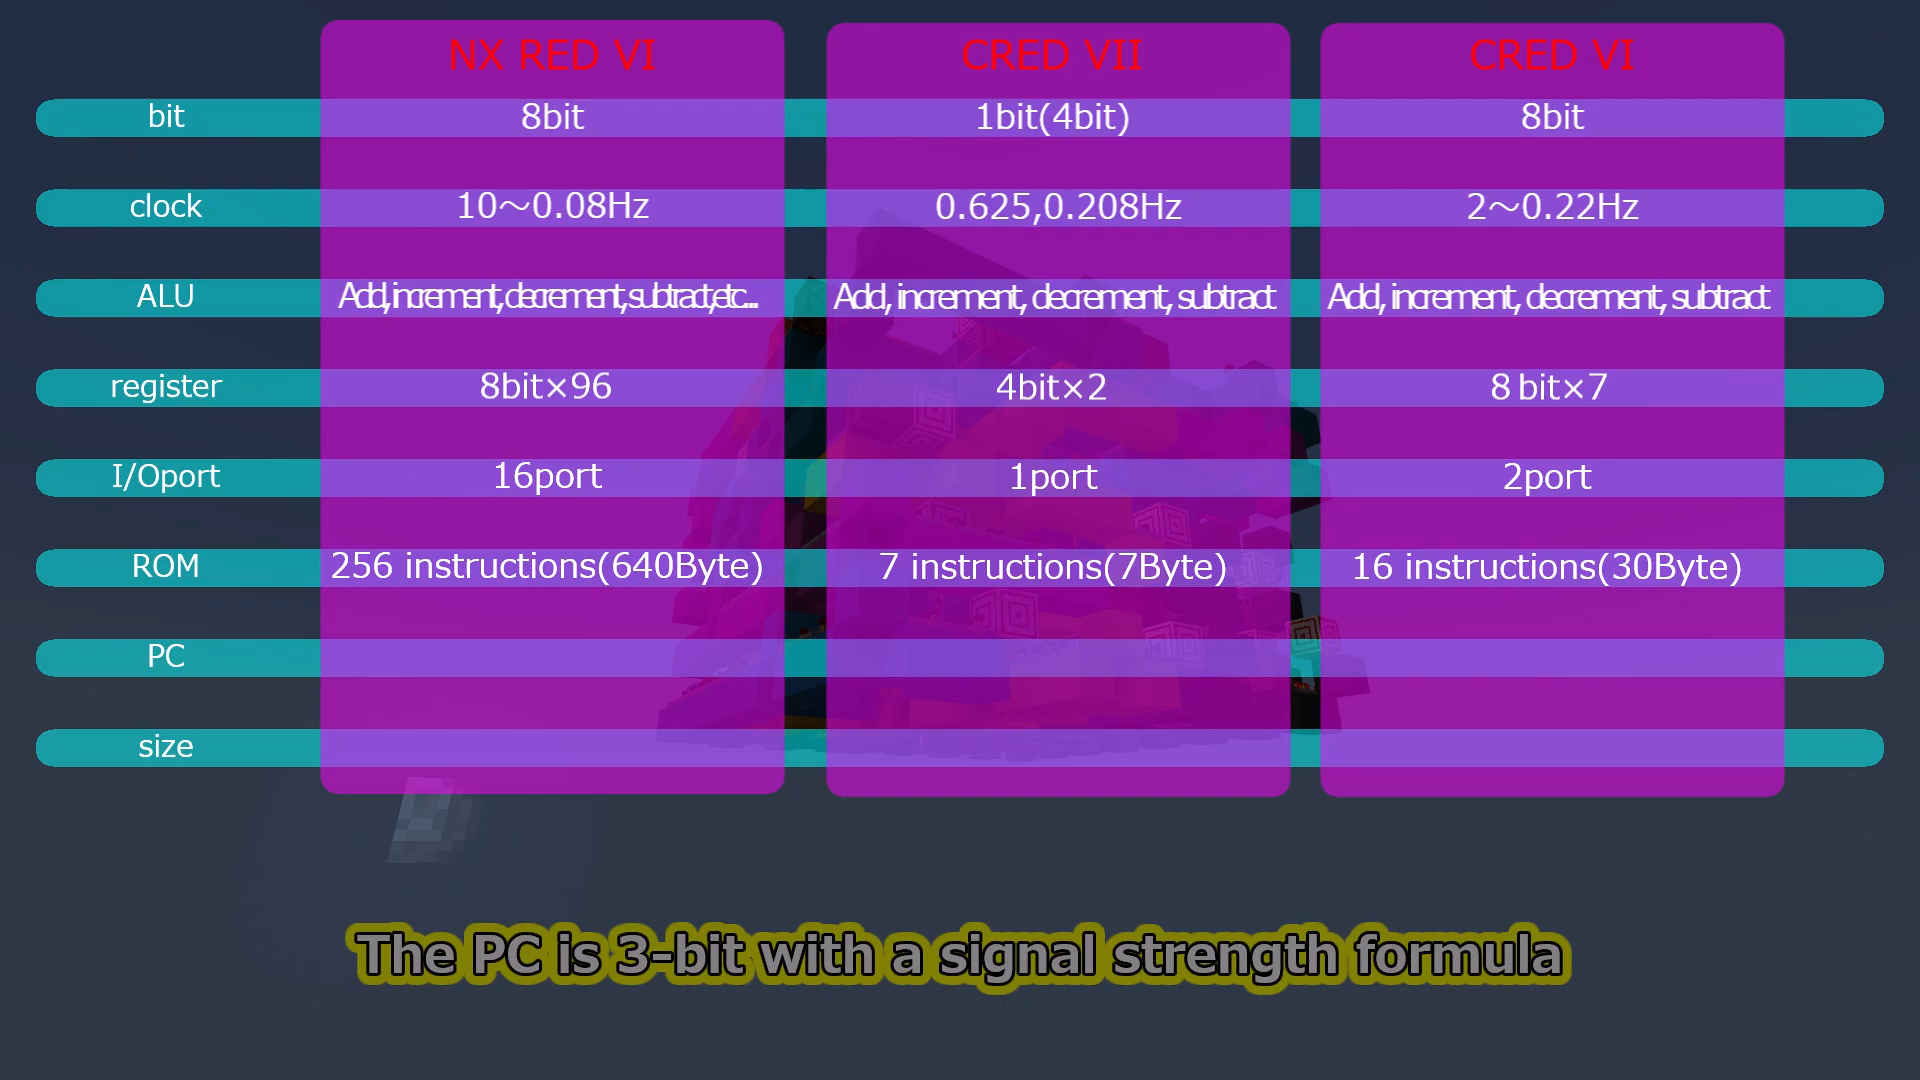 NX RED VI CRED VII CRED VI
bit 8bit 1bit(4bit) 8bit
clock 10～0.08Hz 0.625,0.208Hz 2～0.22Hz
ALU Add,increment,decrement,subtract,etc... Add, increment, decrement, subtract Add, increment, decrement, subtract
register 8bit×96 4bit×2 8 bit×7
I/Oport 16port 1port 2port
ROM 256 instructions(640Byte) 7 instructions(7Byte) 16 instructions(30Byte)
PC
size
The PC is 3-bit with a signal strength formula